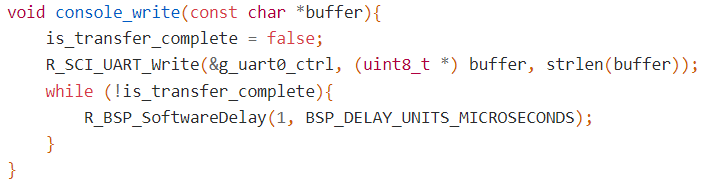 void console_write(const char *buffer){
    is_transfer_complete = false;
    R_SCI_UART_Write(&g_uart0_ctrl, (uint8_t *) buffer, strlen(buffer));
    while (!is_transfer_complete){
        R_BSP_SoftwareDelay(1, BSP_DELAY_UNITS_MICROSECONDS);
    }
}